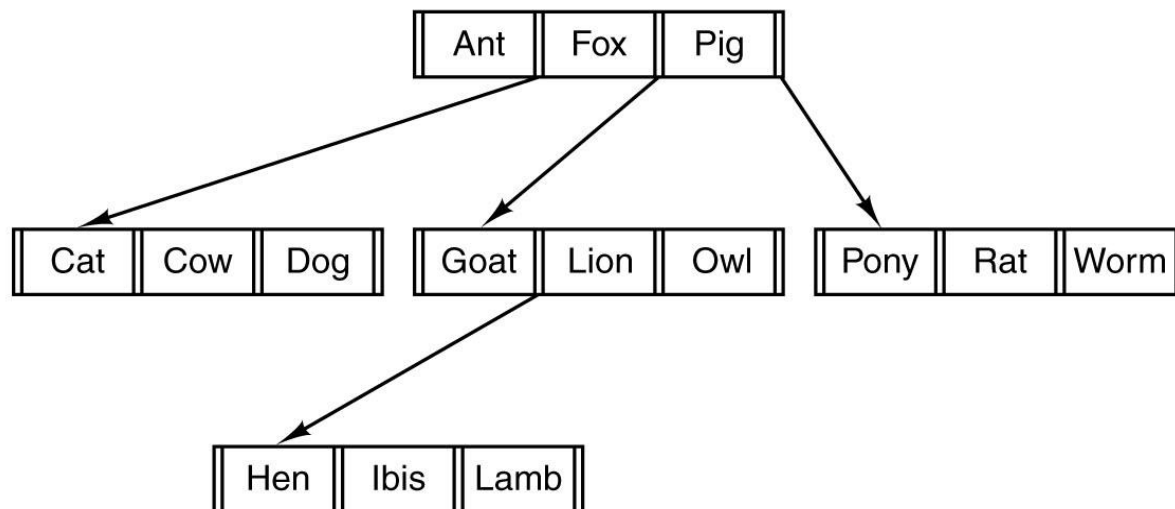 Ant Fox Pig
Cat Cow Dog Goat Lion Owl Pony Rat Worm
Hen Ibis Lamb